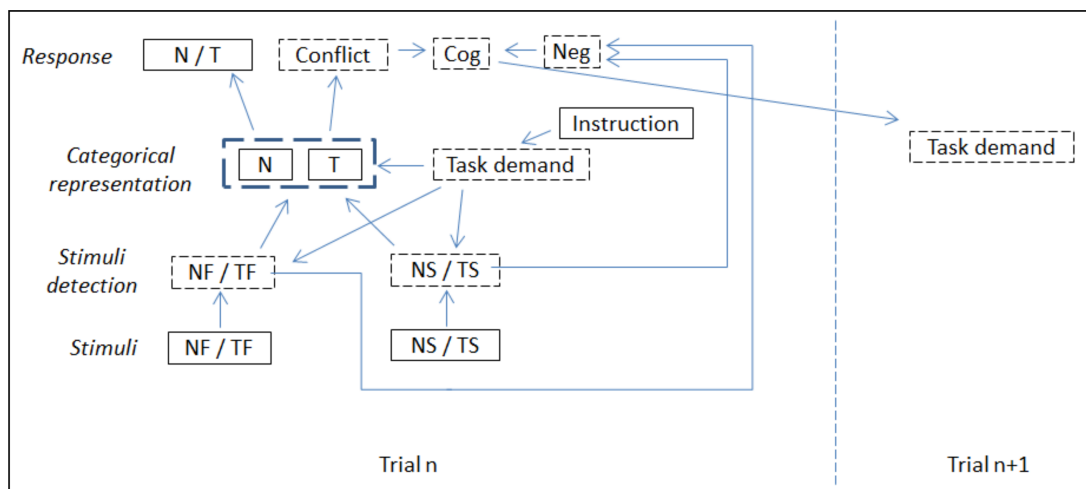 Response
N / T
Conflict
Cog
Neg
Instruction
Categorical
representation
N
T
Task demand
Task demand
Stimuli
detection
NF / TF
NS / TS
Stimuli
NF / TF
NS / TS
Trial n
Trial n+1